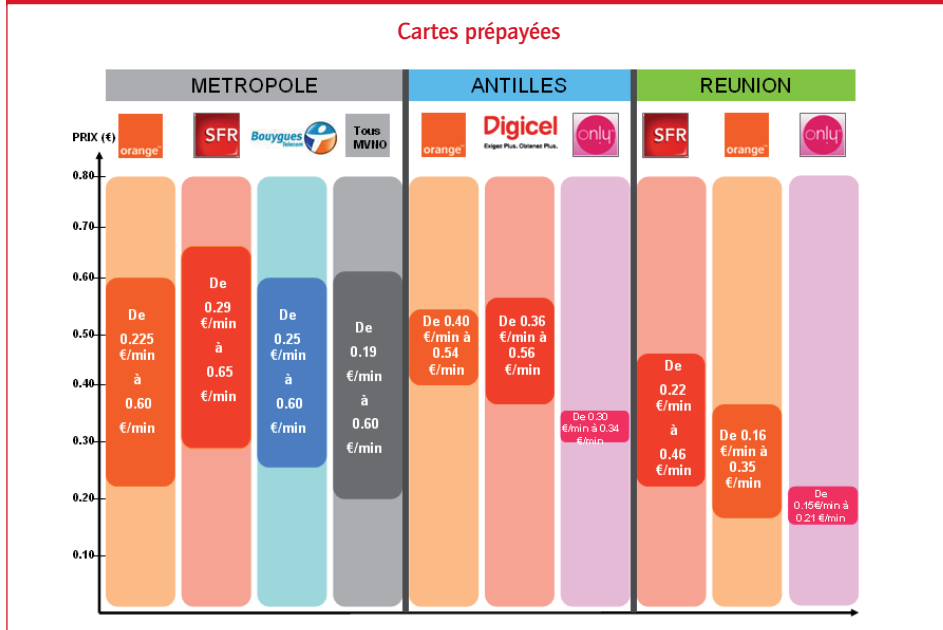 Cartes prépayées
METROPOLE
ANTILLES
REUNION
PRIX (€)
orange™
SFR
Bouygues
Telecom
Tous
MVNO
orange™
Digicel
Exigez Plus. Obtenez Plus.
only
SFR
orange™
only
0.80
0.70
0.60
0.50
0.40
0.30
0.20
0.10
De
0.225
€/min
à
0.60
€/min
De
0.29
€/min
à
0.65
€/min
De
0.25
€/min
à
0.60
€/min
De
0.19
€/min
à
0.60
€/min
De 0.40
€/min à
0.54
€/min
De 0.36
€/min à
0.56
€/min
De 0.30
€/min à 0.34
€/min
De
0.22
€/min
à
0.46
€/min
De 0.16
€/min à
0.35
€/min
De
0.15€/min à
0.21 €/min